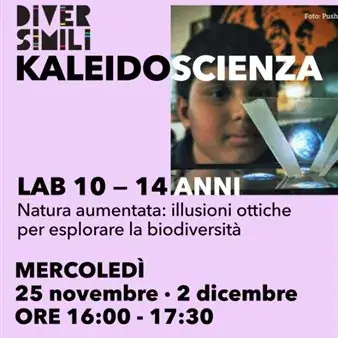 DIVER
SIMILI
Foto: Push
KALEIDOSCIENZA
LAB 10 – 14 ANNI
Natura aumentata: illusioni ottiche
per esplorare la biodiversità
MERCOLEDÌ
25 novembre · 2 dicembre
ORE 16:00 - 17:30